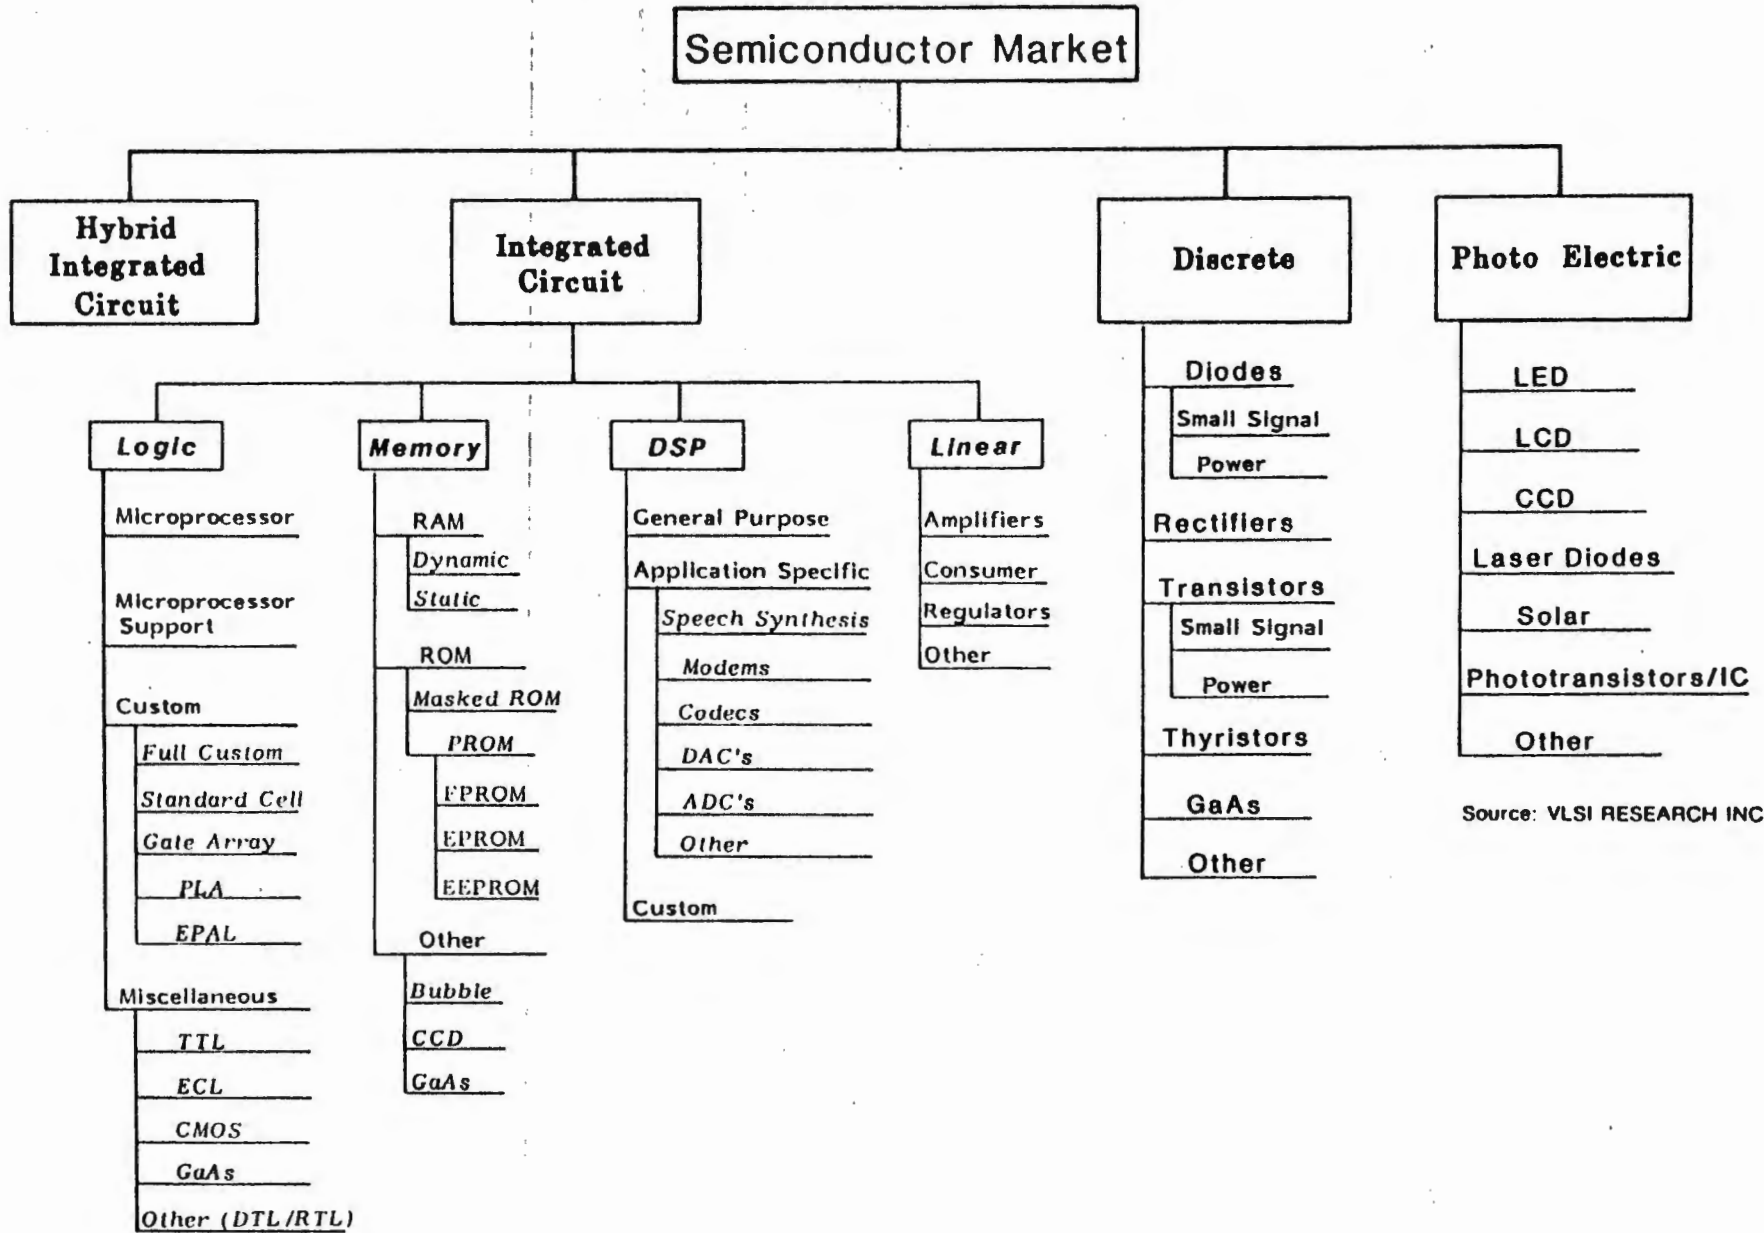 Semiconductor Market
Hybrid
Integrated
Circuit
Integrated
Circuit
Discrete
Photo Electric
Logic
Microprocessor
Microprocessor
Support
Custom
Full Custom
Standard Cell
Gate Array
PLA
EPAL
Miscellaneous
TTL
ECL
CMOS
GaAs
Other (DTL/RTL)
Memory
RAM
Dynamic
Static
ROM
Masked ROM
PROM
EPROM
EEPROM
Other
Bubble
CCD
GaAs
DSP
General Purpose
Application Specific
Speech Synthesis
Modems
Codecs
DAC's
ADC's
Other
Custom
Linear
Amplifiers
Consumer
Regulators
Other
Diodes
Small Signal
Power
Rectifiers
Transistors
Small Signal
Power
Thyristors
GaAs
Other
LED
LCD
CCD
Laser Diodes
Solar
Phototransistors/IC
Other
Source: VLSI RESEARCH INC